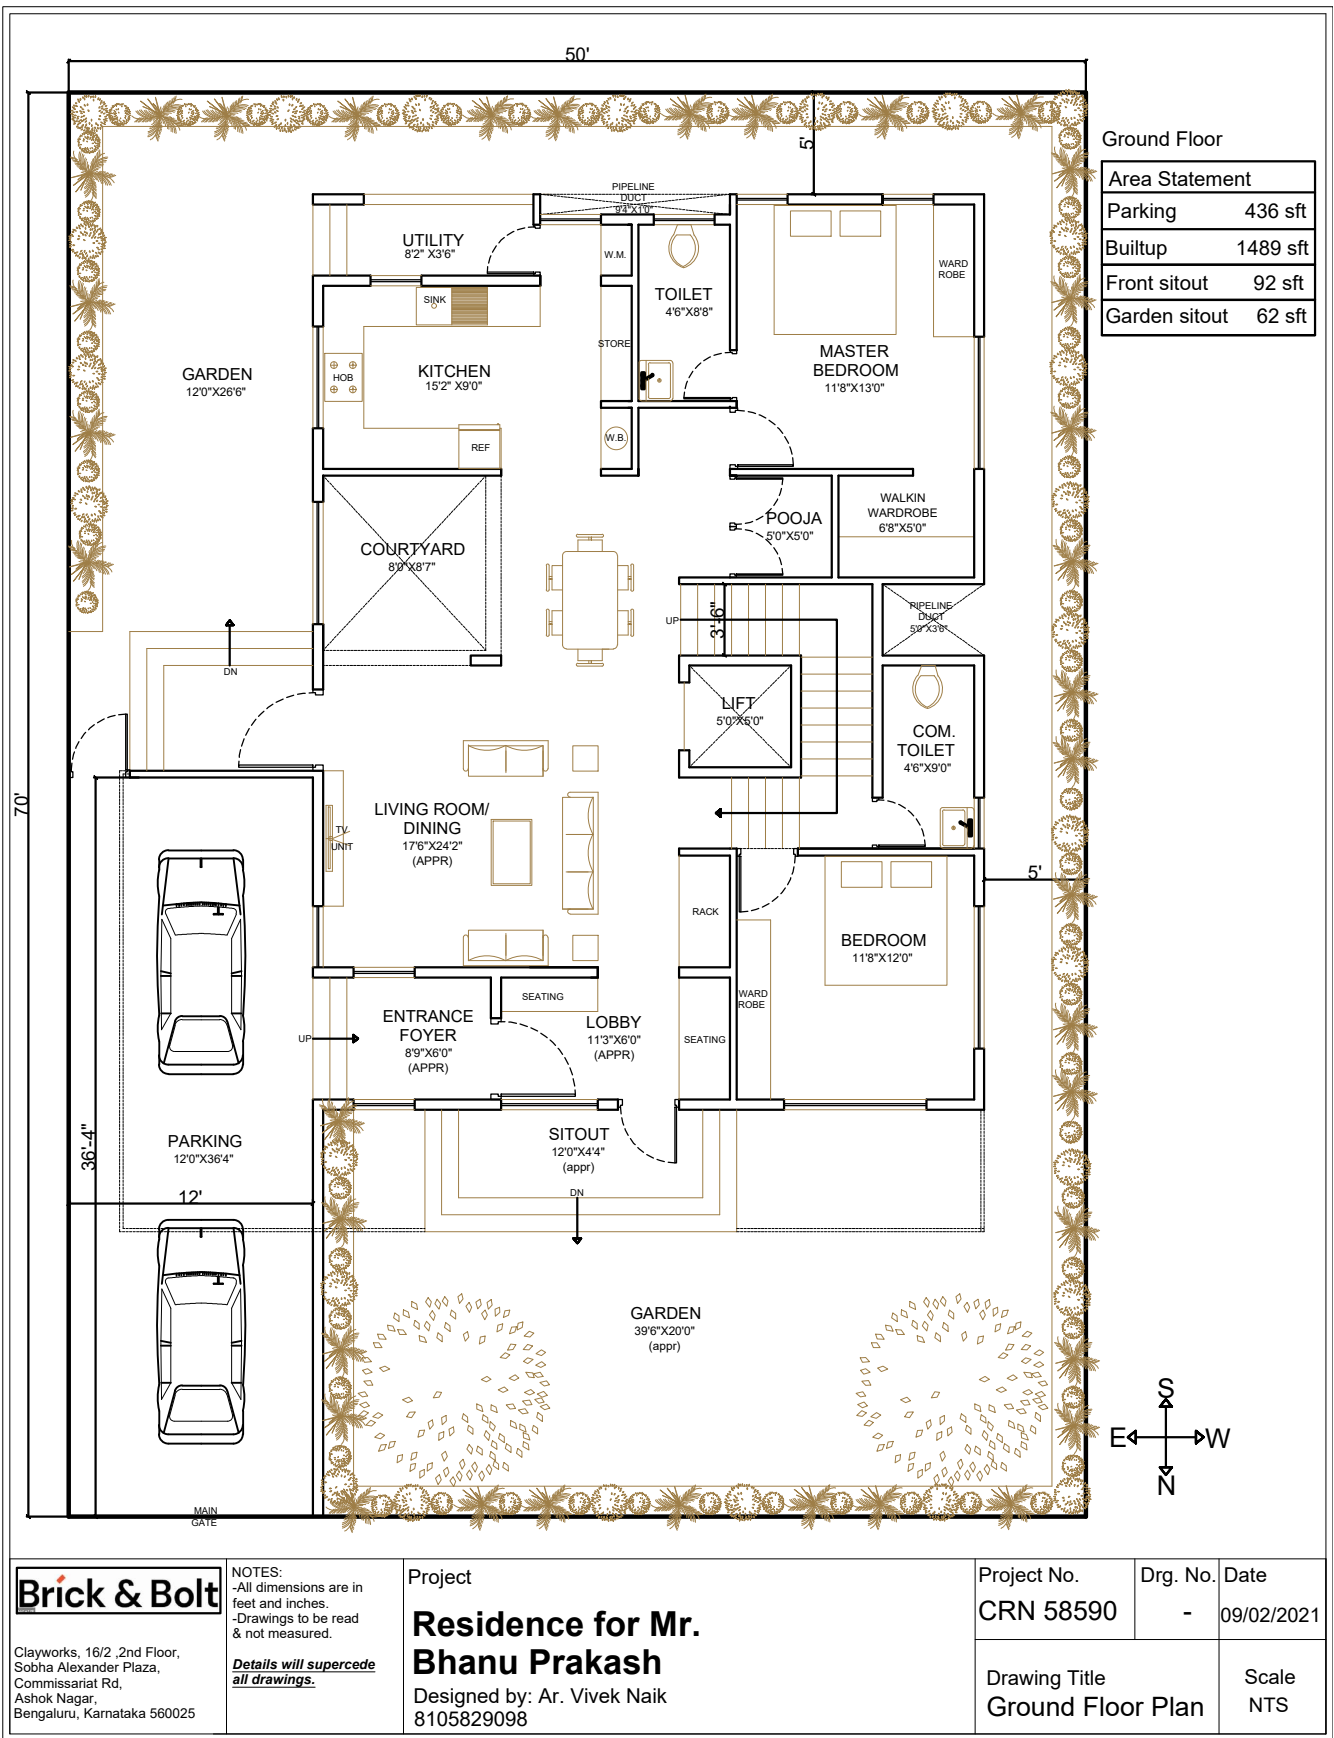 50'
5'
70'
Ground Floor
Area Statement
Parking 436 sft
Builtup 1489 sft
Front sitout 92 sft
Garden sitout 62 sft
PIPELINE
DUCT
9'4"X1'0"
UTILITY
8'2" X3'6"
W.M.
TOILET
4'6"X8'8"
WARD
ROBE
SINK
STORE
MASTER
BEDROOM
11'8"X13'0"
GARDEN
12'0"X26'6"
HOB
KITCHEN
15'2" X9'0"
W.B.
REF
WALKIN
WARDROBE
6'8"X5'0"
POOJA
5'0"X5'0"
COURTYARD
8'0"X8'7"
PIPELINE
DUCT
5'0"X3'6"
UP
3'-6"
DN
LIFT
5'0"X5'0"
COM.
TOILET
4'6"X9'0"
LIVING ROOM/
DINING
17'6"X24'2"
(APPR)
TV
UNIT
5'
RACK
BEDROOM
11'8"X12'0"
SEATING
WARD
ROBE
ENTRANCE
FOYER
8'9"X6'0"
(APPR)
UP
LOBBY
11'3"X6'0"
(APPR)
SEATING
36'-4"
PARKING
12'0"X36'4"
SITOUT
12'0"X4'4"
(appr)
12'
DN
GARDEN
39'6"X20'0"
(appr)
S
E W
N
MAIN
GATE
Brick & Bolt
Clayworks, 16/2 ,2nd Floor,
Sobha Alexander Plaza,
Commissariat Rd,
Ashok Nagar,
Bengaluru, Karnataka 560025
NOTES:
-All dimensions are in
feet and inches.
-Drawings to be read
& not measured.
Details will supercede
all drawings.
Project
Residence for Mr.
Bhanu Prakash
Designed by: Ar. Vivek Naik
8105829098
Project No.
CRN 58590
Drg. No.
-
Date
09/02/2021
Drawing Title
Ground Floor Plan
Scale
NTS